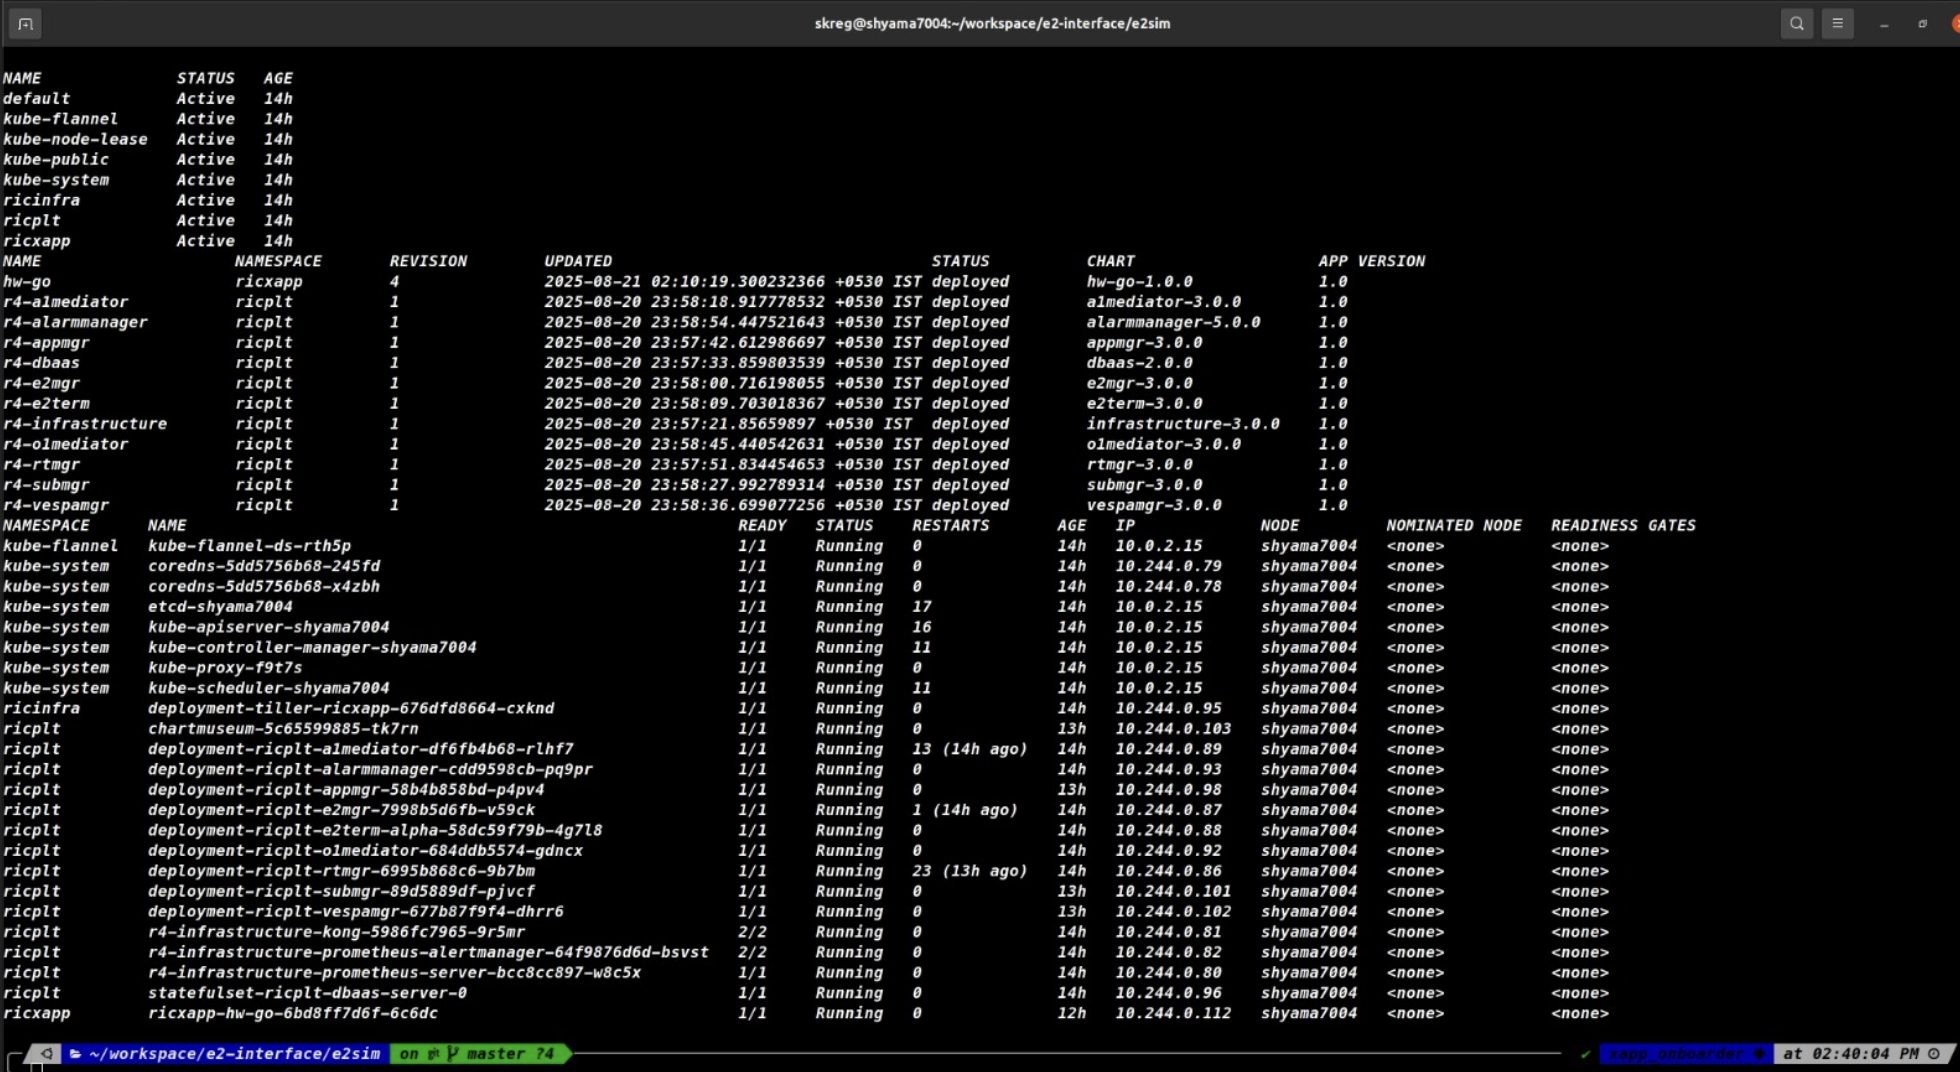 skreg@shyama7004:~/workspace/e2-interface/e2sim
NAME STATUS AGE
default Active 14h
kube-flannel Active 14h
kube-node-lease Active 14h
kube-public Active 14h
kube-system Active 14h
ricinfra Active 14h
ricplt Active 14h
ricxapp Active 14h
NAME NAMESPACE REVISION UPDATED STATUS CHART APP VERSION
hw-go ricxapp 4 2025-08-21 02:10:19.300232366 +0530 IST deployed hw-go-1.0.0 1.0
r4-a1mediator ricplt 1 2025-08-20 23:58:18.917778532 +0530 IST deployed a1mediator-3.0.0 1.0
r4-alarmmanager ricplt 1 2025-08-20 23:58:54.447521643 +0530 IST deployed alarmmanager-5.0.0 1.0
r4-appmgr ricplt 1 2025-08-20 23:57:42.612986697 +0530 IST deployed appmgr-3.0.0 1.0
r4-dbaas ricplt 1 2025-08-20 23:57:33.859803539 +0530 IST deployed dbaas-2.0.0 1.0
r4-e2mgr ricplt 1 2025-08-20 23:58:00.716198055 +0530 IST deployed e2mgr-3.0.0 1.0
r4-e2term ricplt 1 2025-08-20 23:58:09.703018367 +0530 IST deployed e2term-3.0.0 1.0
r4-infrastructure ricplt 1 2025-08-20 23:57:21.85659897 +0530 IST deployed infrastructure-3.0.0 1.0
r4-o1mediator ricplt 1 2025-08-20 23:58:45.440542631 +0530 IST deployed o1mediator-3.0.0 1.0
r4-rtmgr ricplt 1 2025-08-20 23:57:51.834454653 +0530 IST deployed rtmgr-3.0.0 1.0
r4-submgr ricplt 1 2025-08-20 23:58:27.992789314 +0530 IST deployed submgr-3.0.0 1.0
r4-vespamgr ricplt 1 2025-08-20 23:58:36.699077256 +0530 IST deployed vespamgr-3.0.0 1.0
NAMESPACE NAME READY STATUS RESTARTS AGE IP NODE NOMINATED NODE READINESS GATES
kube-flannel kube-flannel-ds-rth5p 1/1 Running 0 14h 10.0.2.15 shyama7004 <none> <none>
kube-system coredns-5dd5756b68-245fd 1/1 Running 0 14h 10.244.0.79 shyama7004 <none> <none>
kube-system coredns-5dd5756b68-x4zbh 1/1 Running 0 14h 10.244.0.78 shyama7004 <none> <none>
kube-system etcd-shyama7004 1/1 Running 17 14h 10.0.2.15 shyama7004 <none> <none>
kube-system kube-apiserver-shyama7004 1/1 Running 16 14h 10.0.2.15 shyama7004 <none> <none>
kube-system kube-controller-manager-shyama7004 1/1 Running 11 14h 10.0.2.15 shyama7004 <none> <none>
kube-system kube-proxy-f9t7s 1/1 Running 0 14h 10.0.2.15 shyama7004 <none> <none>
kube-system kube-scheduler-shyama7004 1/1 Running 11 14h 10.0.2.15 shyama7004 <none> <none>
ricinfra deployment-tiller-ricxapp-676dfd8664-cxknd 1/1 Running 0 14h 10.244.0.95 shyama7004 <none> <none>
ricplt chartmuseum-5c65599885-tk7rn 1/1 Running 0 13h 10.244.0.103 shyama7004 <none> <none>
ricplt deployment-ricplt-a1mediator-df6fb4b68-rlhf7 1/1 Running 13 (14h ago) 14h 10.244.0.89 shyama7004 <none> <none>
ricplt deployment-ricplt-alarmmanager-cdd9598cb-pq9pr 1/1 Running 0 14h 10.244.0.93 shyama7004 <none> <none>
ricplt deployment-ricplt-appmgr-58b4b858bd-p4pv4 1/1 Running 0 13h 10.244.0.98 shyama7004 <none> <none>
ricplt deployment-ricplt-e2mgr-7998b5d6fb-v59ck 1/1 Running 1 (14h ago) 14h 10.244.0.87 shyama7004 <none> <none>
ricplt deployment-ricplt-e2term-alpha-58dc59f79b-4g7l8 1/1 Running 0 14h 10.244.0.88 shyama7004 <none> <none>
ricplt deployment-ricplt-o1mediator-684ddb5574-gdncx 1/1 Running 0 14h 10.244.0.92 shyama7004 <none> <none>
ricplt deployment-ricplt-rtmgr-6995b868c6-9b7bm 1/1 Running 23 (13h ago) 14h 10.244.0.86 shyama7004 <none> <none>
ricplt deployment-ricplt-submgr-89d5889df-pjvcf 1/1 Running 0 13h 10.244.0.101 shyama7004 <none> <none>
ricplt deployment-ricplt-vespamgr-677b87f9f4-dhrr6 1/1 Running 0 13h 10.244.0.102 shyama7004 <none> <none>
ricplt r4-infrastructure-kong-5986fc7965-9r5mr 2/2 Running 0 14h 10.244.0.81 shyama7004 <none> <none>
ricplt r4-infrastructure-prometheus-alertmanager-64f9876d6d-bsvst 2/2 Running 0 14h 10.244.0.82 shyama7004 <none> <none>
ricplt r4-infrastructure-prometheus-server-bcc8cc897-w8c5x 1/1 Running 0 14h 10.244.0.80 shyama7004 <none> <none>
ricplt statefulset-ricplt-dbaas-server-0 1/1 Running 0 14h 10.244.0.96 shyama7004 <none> <none>
ricxapp ricxapp-hw-go-6bd8ff7d6f-6c6dc 1/1 Running 0 12h 10.244.0.112 shyama7004 <none> <none>
~/workspace/e2-interface/e2sim on git master ?4 ✔ xapp_onboarder at 02:40:04 PM